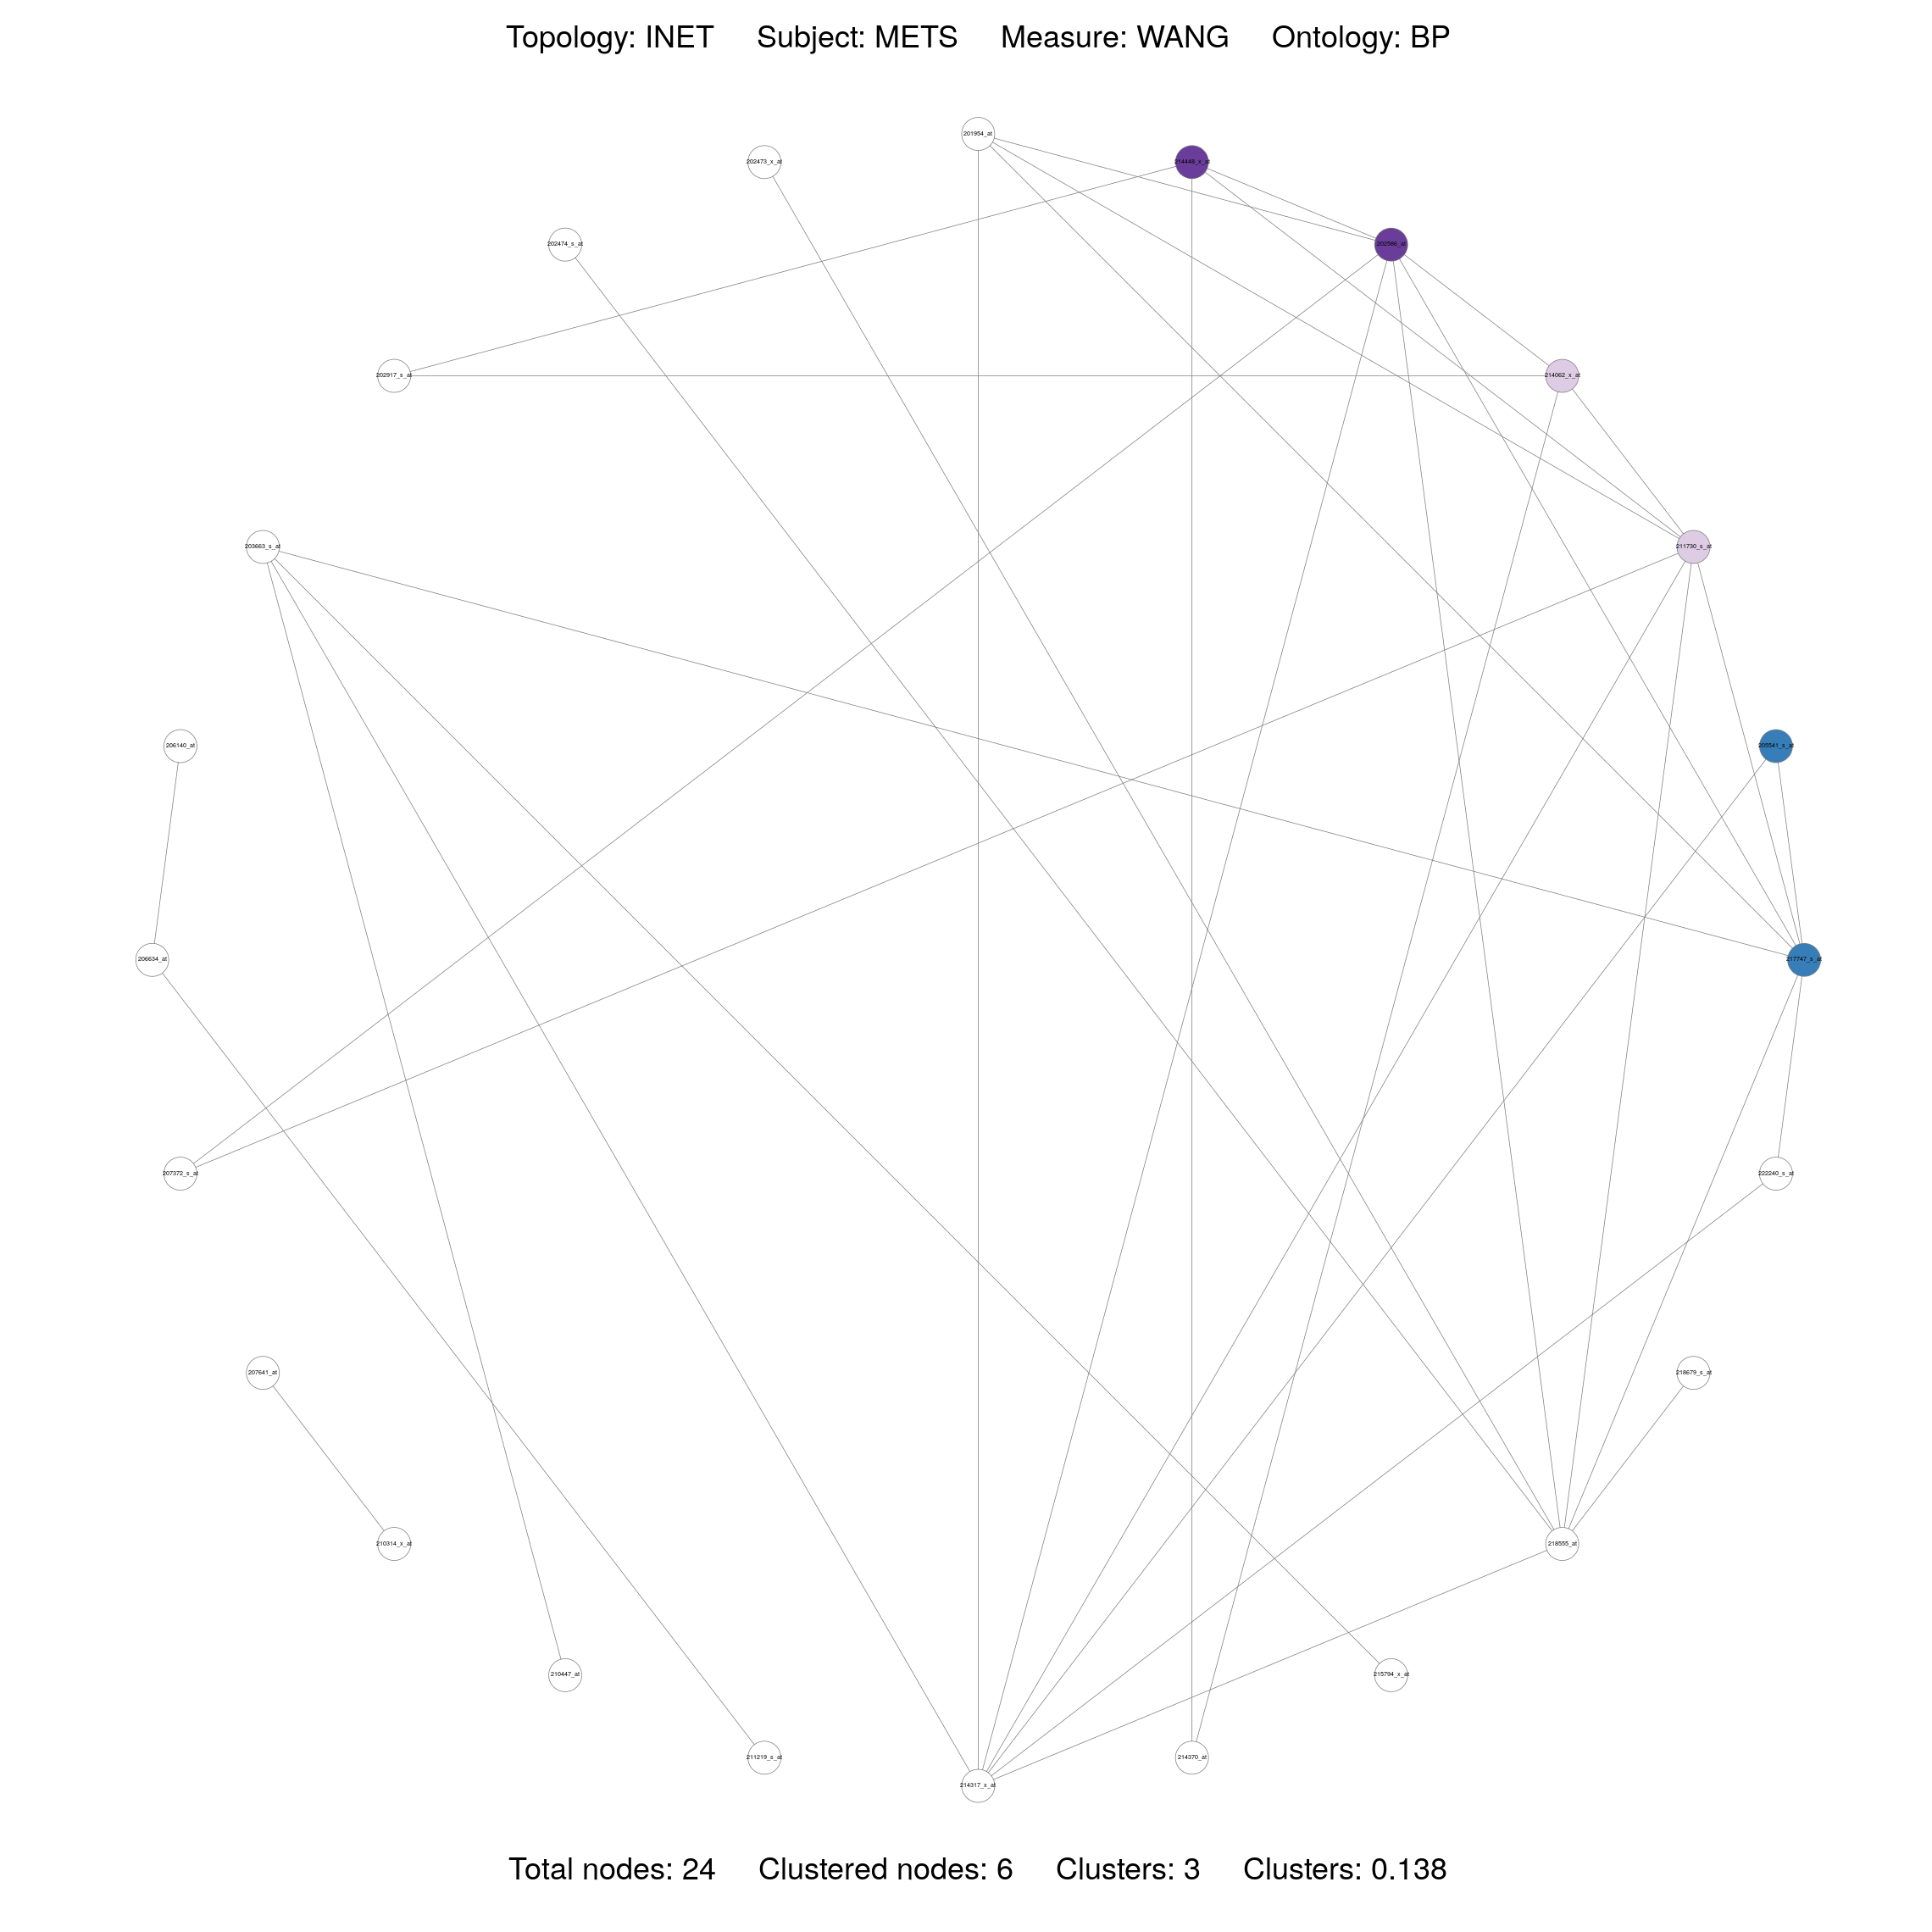 Topology: INET Subject: METS Measure: WANG Ontology: BP
201954_at
202473_x_at
214448_x_at
202474_s_at
202586_at
202917_s_at
214062_x_at
203663_s_at
211730_s_at
206140_at
205541_s_at
206634_at
217747_s_at
207372_s_at
222240_s_at
207641_at
218679_s_at
210314_x_at
218555_at
210447_at
215794_x_at
211219_s_at
214370_at
214317_x_at
Total nodes: 24 Clustered nodes: 6 Clusters: 3 Clusters: 0.138